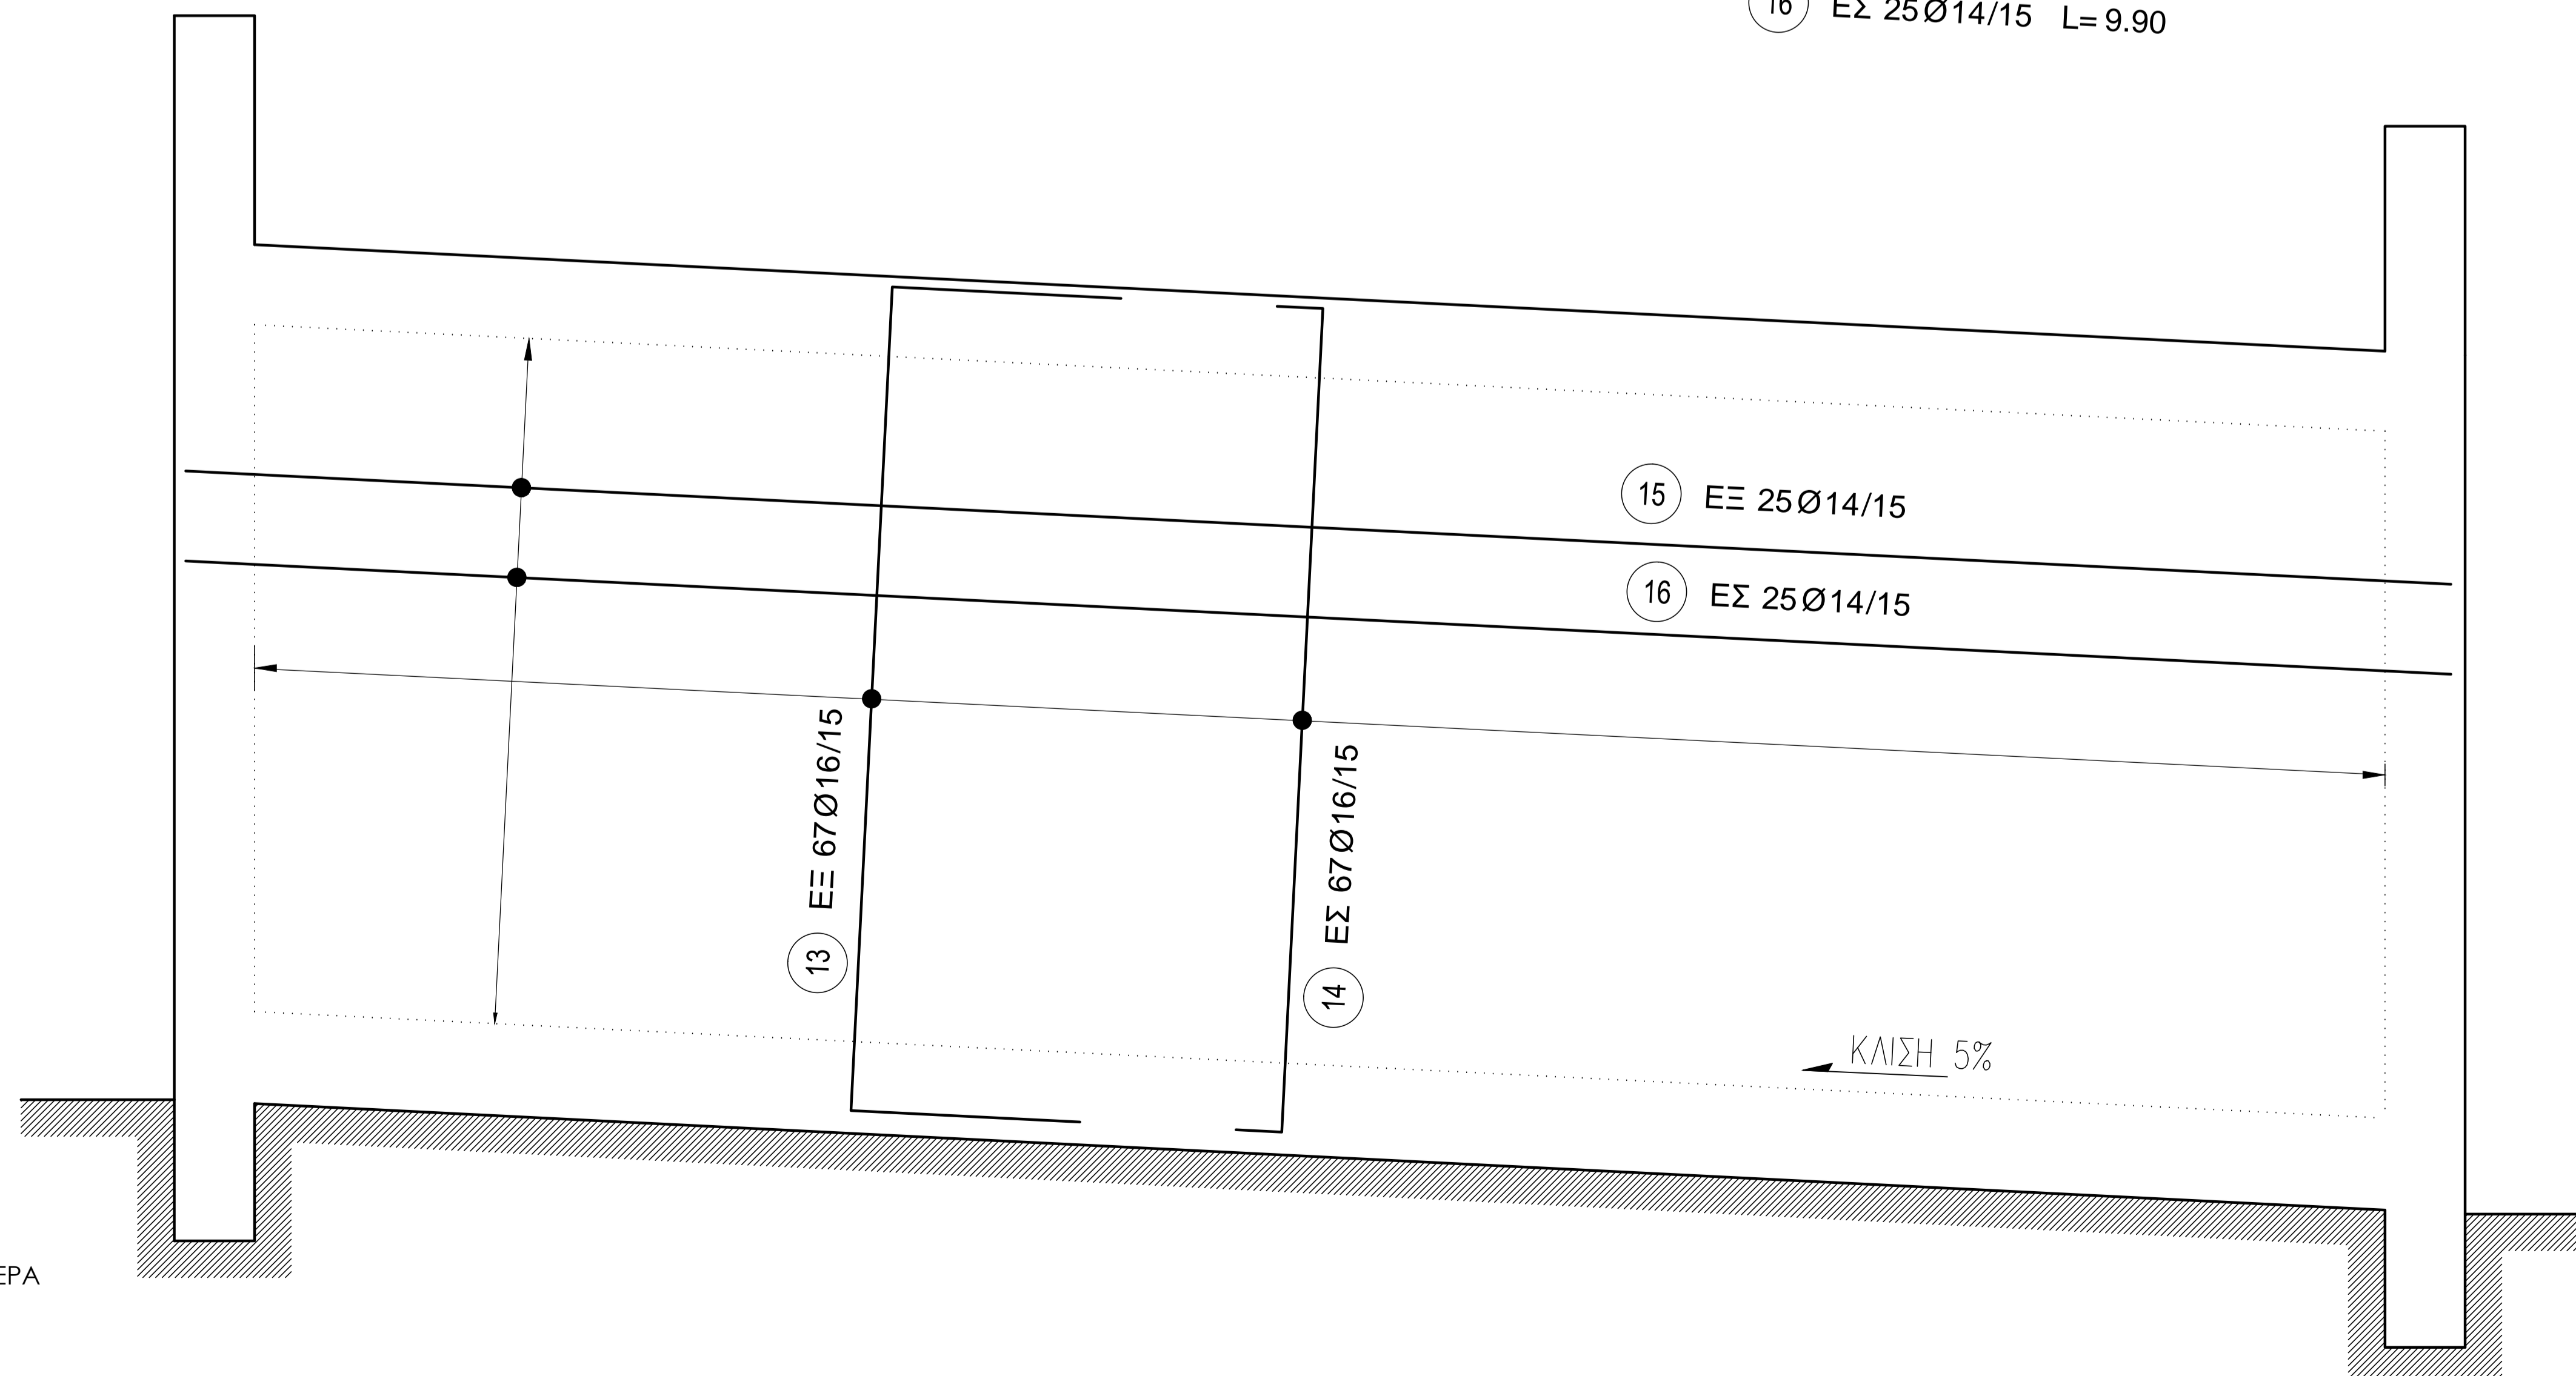 16 ΕΣ 25Ø14/15 L= 9.90
15 ΕΞ 25Ø14/15
16 ΕΣ 25Ø14/15
13 ΕΞ 67Ø16/15
14 ΕΣ 67Ø16/15
ΚΛΙΣΗ 5%
ΕΡΑ